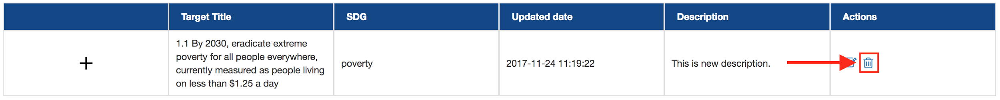 Target Title
SDG
Updated date
Description
Actions
1.1 By 2030, eradicate extreme
poverty for all people everywhere,
currently measured as people living
on less than $1.25 a day
poverty
2017-11-24 11:19:22
This is new description.